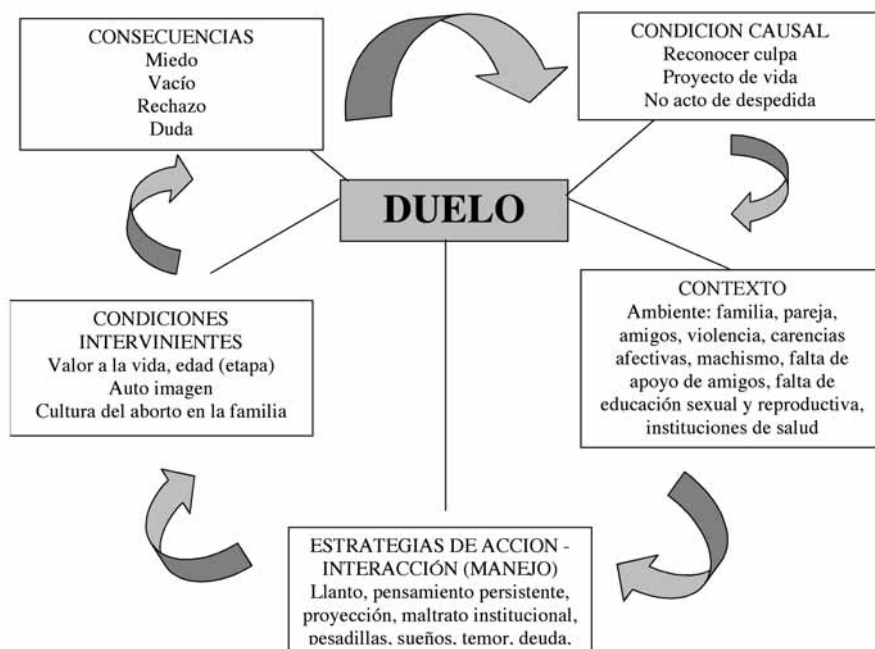 CONSECUENCIAS
Miedo
Vacío
Rechazo
Duda
CONDICION CAUSAL
Reconocer culpa
Proyecto de vida
No acto de despedida
DUELO
CONDICIONES
INTERVINIENTES
Valor a la vida, edad (etapa)
Auto imagen
Cultura del aborto en la familia
CONTEXTO
Ambiente: familia, pareja,
amigos, violencia, carencias
afectivas, machismo, falta de
apoyo de amigos, falta de
educación sexual y reproductiva,
instituciones de salud
ESTRATEGIAS DE ACCION -
INTERACCIÓN (MANEJO)
Llanto, pensamiento persistente,
proyección, maltrato institucional,
pesadillas, sueños, temor, deuda,